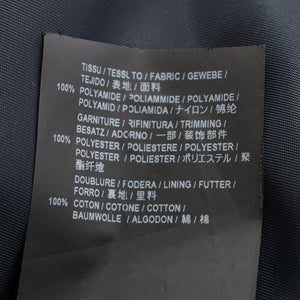 TISSU / TESSUTO / FABRIC / GEWEBE /
TEJIDO / 表地 / 面料
100% POLYAMIDE / POLIAMMIDE / POLYAMIDE /
POLYAMID / POLIAMIDA / ナイロン / 锦纶
GARNITURE / RIFINITURA / TRIMMING /
BESATZ / ADORNO / 一部 / 装饰部件
100% POLYESTER / POLIESTERE / POLYESTER /
POLYESTER / POLIESTER / ポリエステル / 聚
酯纤维
DOUBLURE / FODERA / LINING / FUTTER /
FORRO / 裏地 / 里料
100% COTON / COTONE / COTTON /
BAUMWOLLE / ALGODON / 綿 / 棉